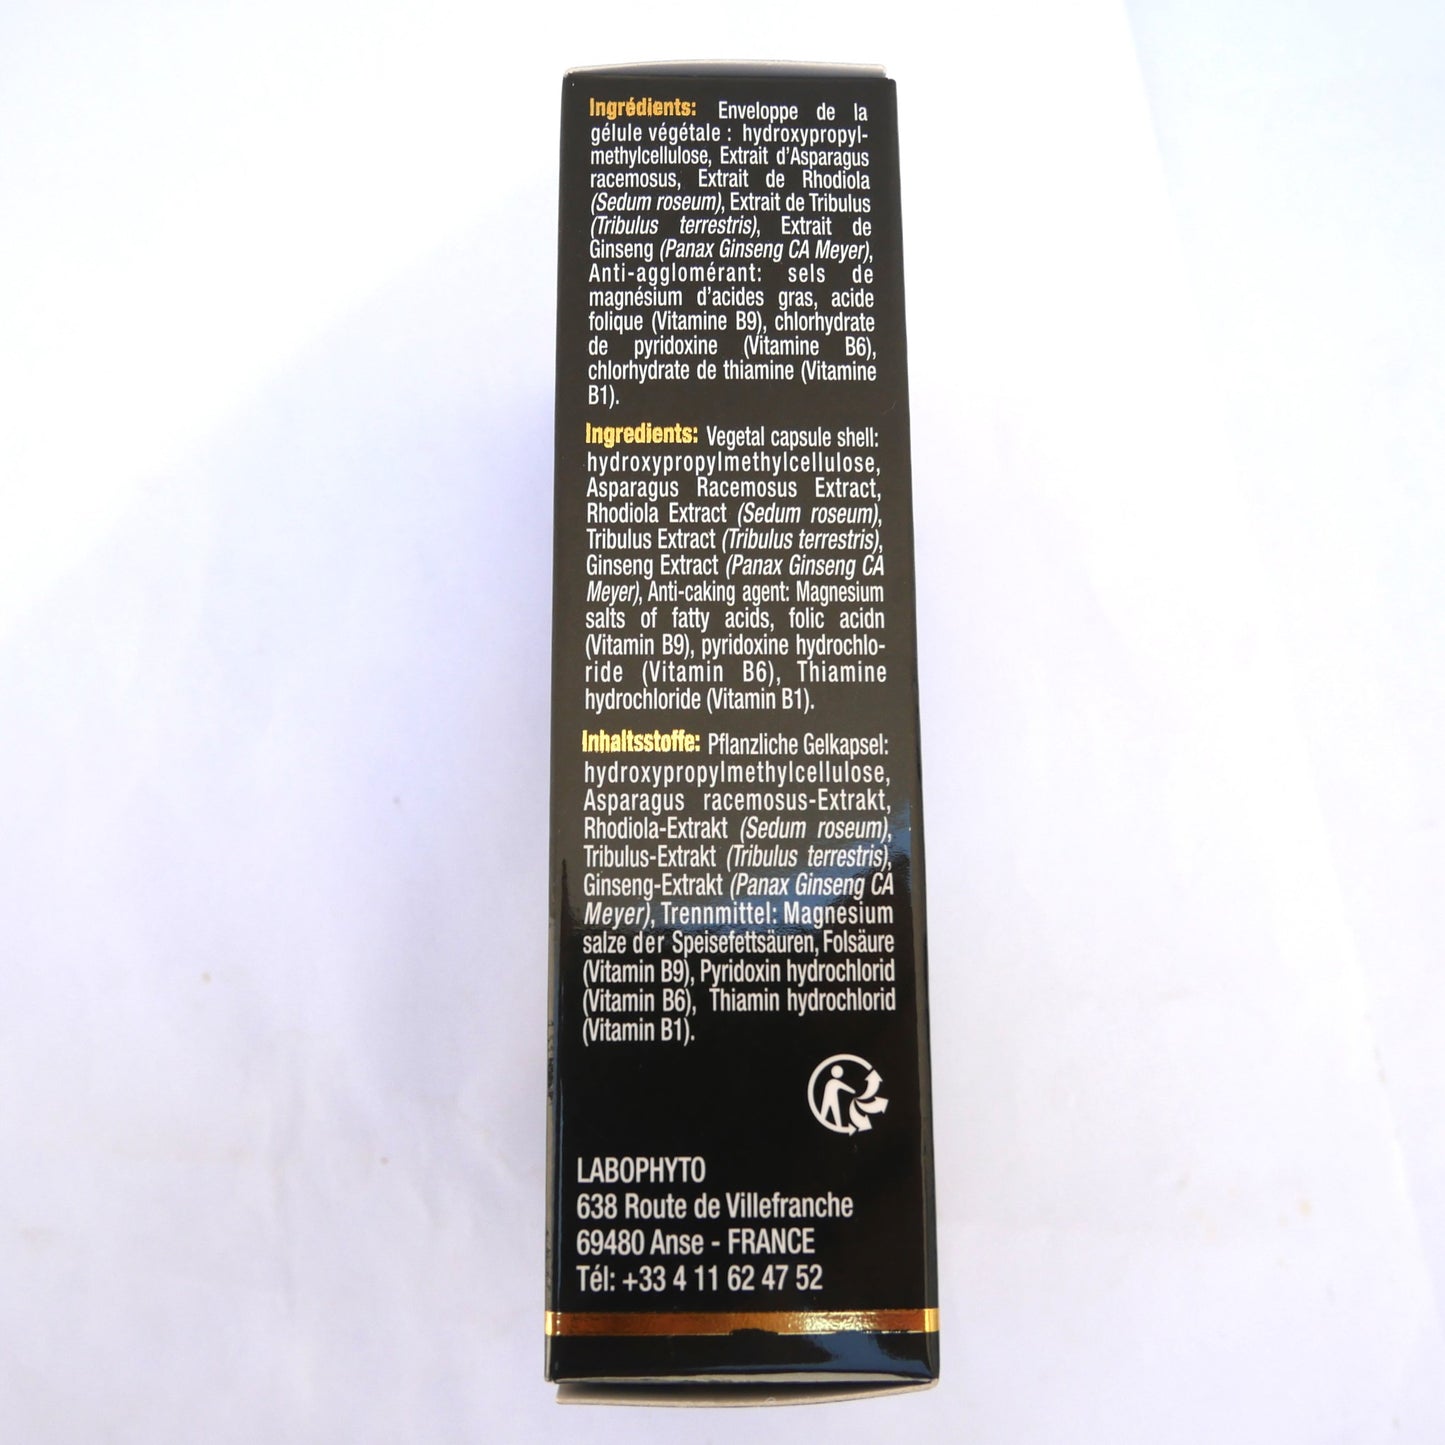 Ingrédients: Enveloppe de la
gélule végétale : hydroxypropyl-
methylcellulose, Extrait d'Asparagus
racemosus, Extrait de Rhodiola
(Sedum roseum), Extrait de Tribulus
(Tribulus terrestris), Extrait de
Ginseng (Panax Ginseng CA Meyer),
Anti-agglomérant: sels de
magnésium d'acides gras, acide
folique (Vitamine B9), chlorhydrate
de pyridoxine (Vitamine B6),
chlorhydrate de thiamine (Vitamine
B1).
Ingredients: Vegetal capsule shell:
hydroxypropylmethylcellulose,
Asparagus Racemosus Extract,
Rhodiola Extract (Sedum roseum),
Tribulus Extract (Tribulus terrestris),
Ginseng Extract (Panax Ginseng CA
Meyer), Anti-caking agent: Magnesium
salts of fatty acids, folic acidn
(Vitamin B9), pyridoxine hydrochlo-
ride (Vitamin B6), Thiamine
hydrochloride (Vitamin B1).
Inhaltsstoffe: Pflanzliche Gelkapsel:
hydroxypropylmethylcellulose,
Asparagus racemosus-Extrakt,
Rhodiola-Extrakt (Sedum roseum),
Tribulus-Extrakt (Tribulus terrestris),
Ginseng-Extrakt (Panax Ginseng CA
Meyer), Trennmittel: Magnesium
salze der Speisefettsäuren, Folsäure
(Vitamin B9), Pyridoxin hydrochlorid
(Vitamin B6), Thiamin hydrochlorid
(Vitamin B1).
LABOPHYTO
638 Route de Villefranche
69480 Anse - FRANCE
Tél: +33 4 11 62 47 52